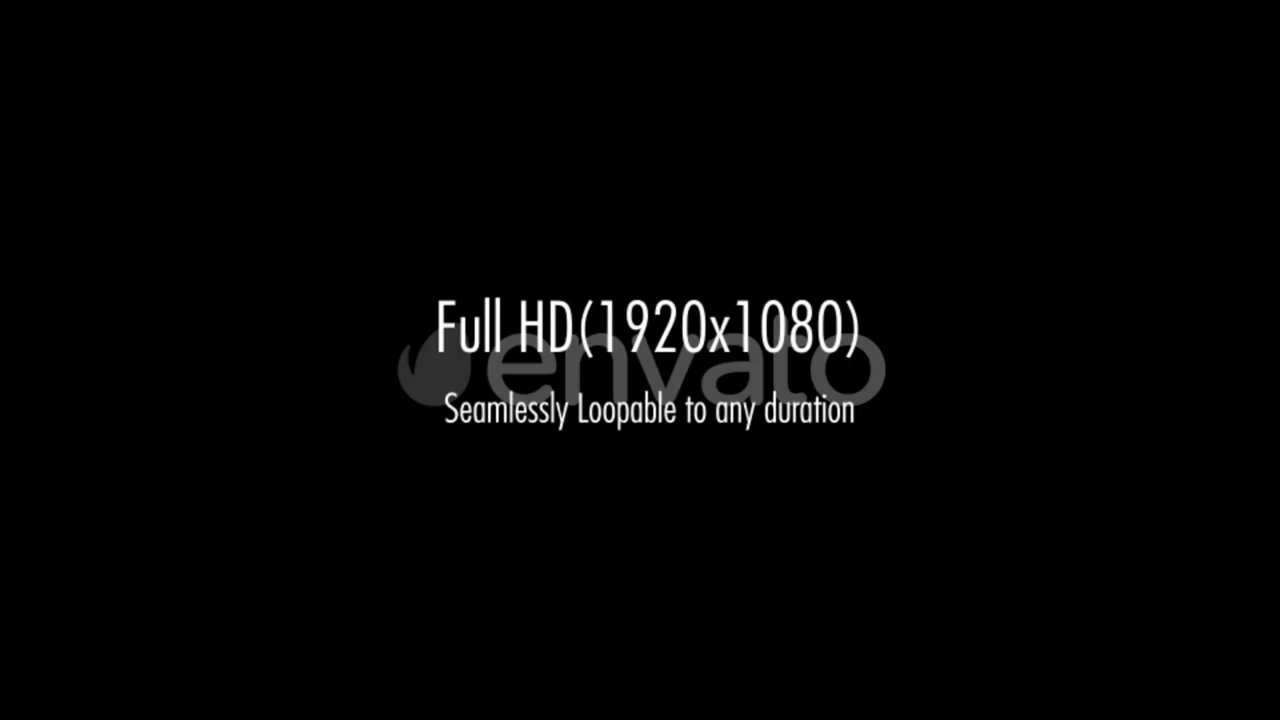 Full HD(1920x1080)
envato
Seamlessly Loopable to any duration